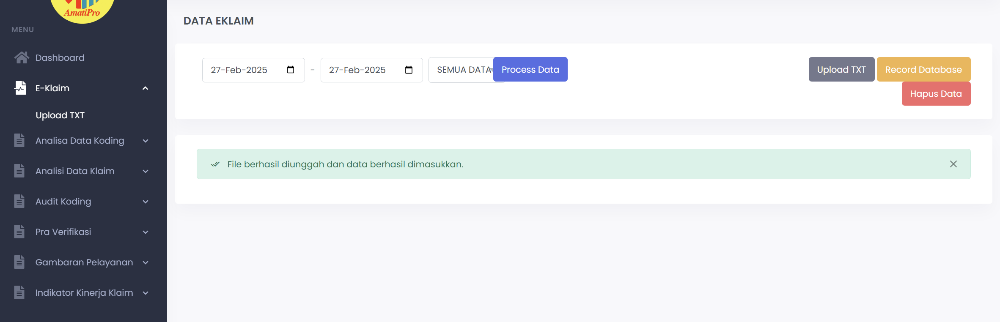 AmatiPro
MENU
Dashboard
E-Klaim
Upload TXT
Analisa Data Koding
Analisi Data Klaim
Audit Koding
Pra Verifikasi
Gambaran Pelayanan
Indikator Kinerja Klaim
DATA EKLAIM
27-Feb-2025 - 27-Feb-2025 SEMUA DATA Process Data Upload TXT Record Database
Hapus Data
File berhasil diunggah dan data berhasil dimasukkan.